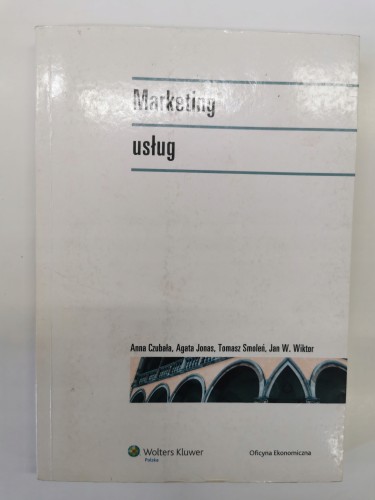 Marketing
usług
Anna Czubała, Agata Jonas, Tomasz Smoleń, Jan W. Wiktor
Wolters Kluwer
Polska
Oficyna Ekonomiczna